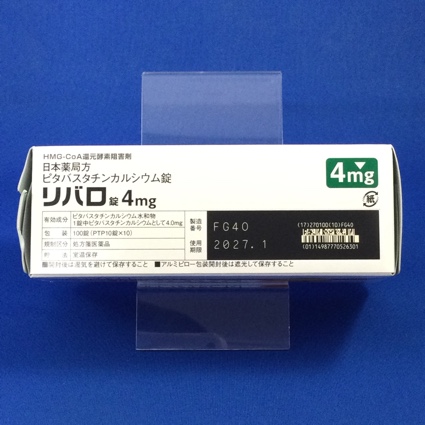 HMG-CoA還元酵素阻害剤
日本薬局方
ピタバスタチンカルシウム錠
リバロ錠4mg
4mg
紙
有効成分 ピタバスタチンカルシウム水和物
1錠中ピタバスタチンカルシウムとして4.0mg
包装 100錠(PTP10錠×10)
規制区分 処方箋医薬品
貯法 室温保存
製造番号 FG40
使用期限 2027.1
(17)270100(10)FG40
(01)14987770526501
■開封後は湿気を避けて保存すること ■アルミピロー包装開封後は遮光して保存すること